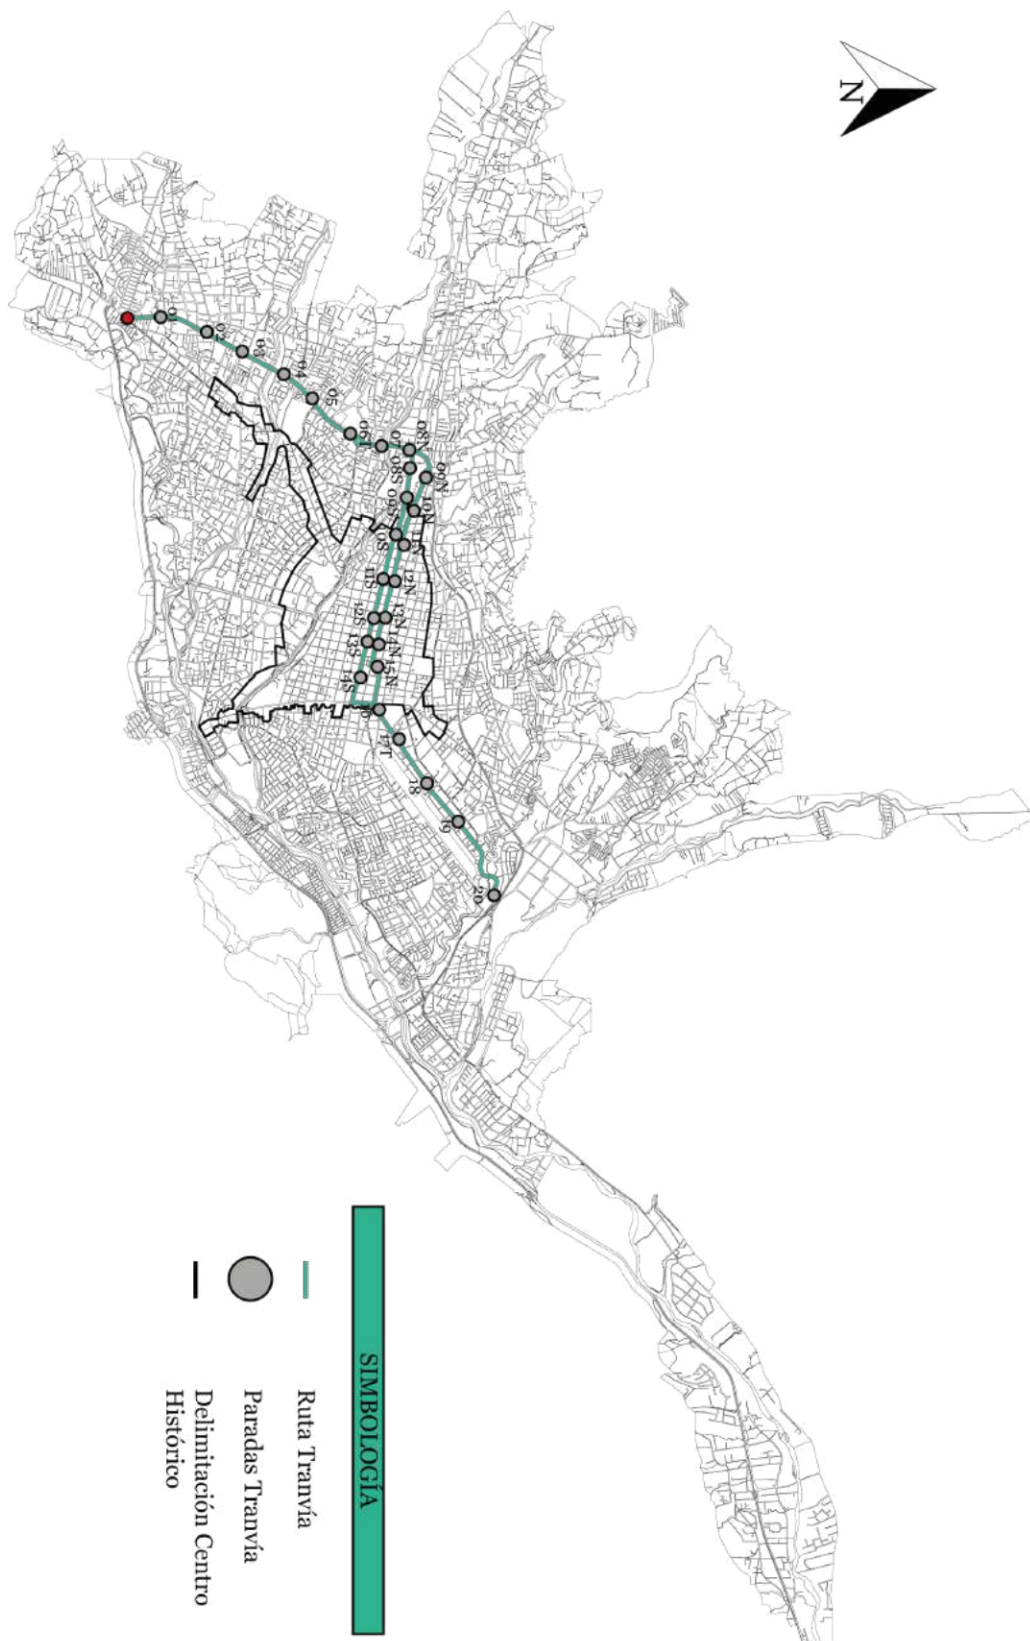 N
01
02
03
04
05
06T
07
08N
08S
09N
09S
10N
10S
11N
11S
12N
12S
13N
13S
14N
14S
15N
16
17T
18
19
20
SIMBOLOGÍA
Ruta Tranvía
Paradas Tranvía
Delimitación Centro
Histórico